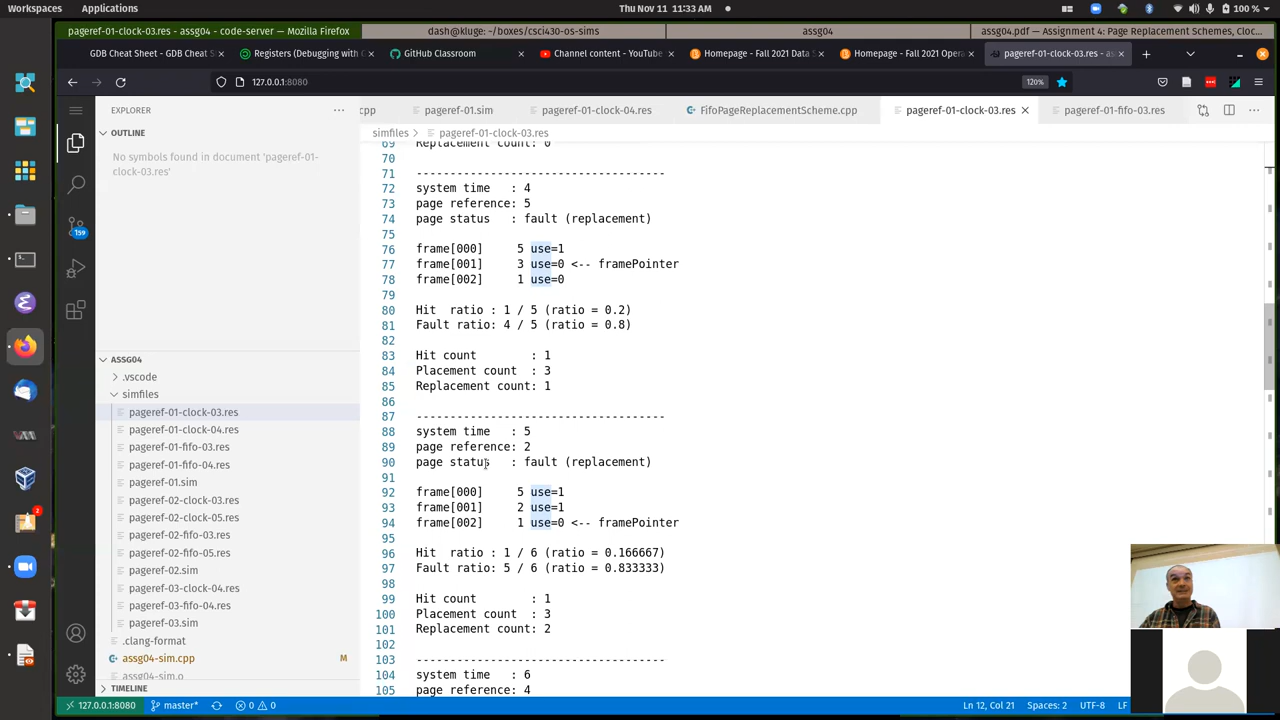 Workspaces Applications Thu Nov 11 11:33 AM 100 %
pageref-01-clock-03.res - assg04 - code-server — Mozilla Firefox dash@kluge: ~/boxes/csci430-os-sims assg04 assg04.pdf — Assignment 4: Page Replacement Schemes, Cloc...
GDB Cheat Sheet - GDB Cheat S Registers (Debugging with G GitHub Classroom Channel content - YouTube Homepage - Fall 2021 Data S Homepage - Fall 2021 Opera pageref-01-clock-03.res - as
127.0.0.1:8080 120%
EXPLORER cpp pageref-01.sim pageref-01-clock-04.res FifoPageReplacementScheme.cpp pageref-01-clock-03.res pageref-01-fifo-03.res
OUTLINE
simfiles > pageref-01-clock-03.res
No symbols found in document 'pageref-01-clock-03.res'
69 Replacement count: 0
70
71 -------------------------------------
72 system time : 4
73 page reference: 5
74 page status : fault (replacement)
75
76 frame[000] 5 use=1
77 frame[001] 3 use=0 <-- framePointer
78 frame[002] 1 use=0
79
80 Hit ratio : 1 / 5 (ratio = 0.2)
81 Fault ratio: 4 / 5 (ratio = 0.8)
82
83 Hit count : 1
84 Placement count : 3
85 Replacement count: 1
86
87 -------------------------------------
88 system time : 5
89 page reference: 2
90 page status : fault (replacement)
91
92 frame[000] 5 use=1
93 frame[001] 2 use=1
94 frame[002] 1 use=0 <-- framePointer
95
96 Hit ratio : 1 / 6 (ratio = 0.166667)
97 Fault ratio: 5 / 6 (ratio = 0.833333)
98
99 Hit count : 1
100 Placement count : 3
101 Replacement count: 2
102
103 -------------------------------------
104 system time : 6
105 page reference: 4
159
2
ASSG04
.vscode
simfiles
pageref-01-clock-03.res
pageref-01-clock-04.res
pageref-01-fifo-03.res
pageref-01-fifo-04.res
pageref-01.sim
pageref-02-clock-03.res
pageref-02-clock-05.res
pageref-02-fifo-03.res
pageref-02-fifo-05.res
pageref-02.sim
pageref-03-clock-04.res
pageref-03-fifo-04.res
pageref-03.sim
.clang-format
assg04-sim.cpp M
assg04-sim.o
TIMELINE
127.0.0.1:8080 master* 0 0 Ln 12, Col 21 Spaces: 2 UTF-8 LF